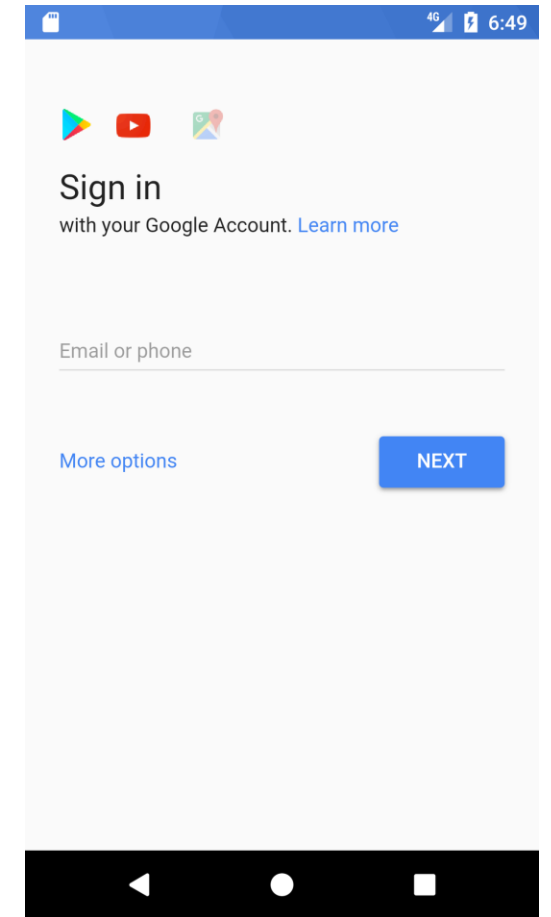 4G 6:49
Sign in
with your Google Account. Learn more
Email or phone
More options NEXT